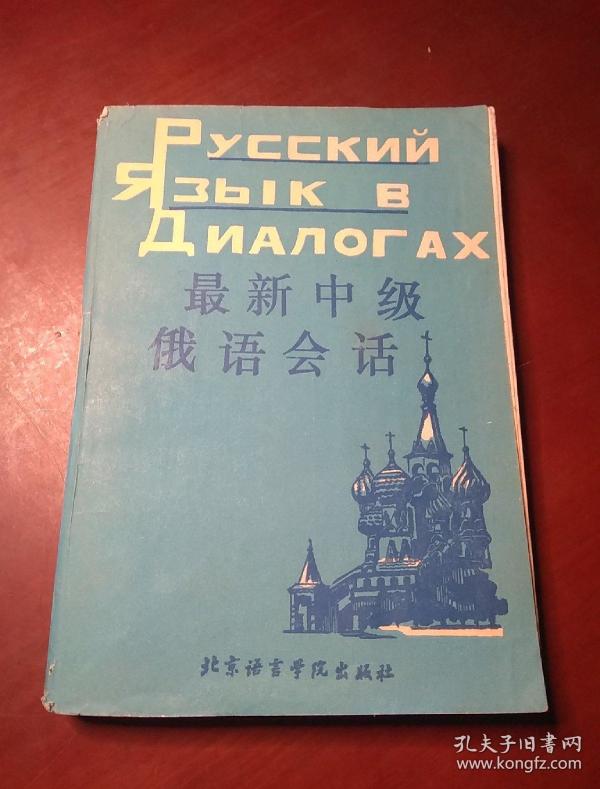 Русский
Язык в
Диалогах
最新中级
俄语会话
北京语言学院出版社
孔夫子旧书网
www.kongfz.com